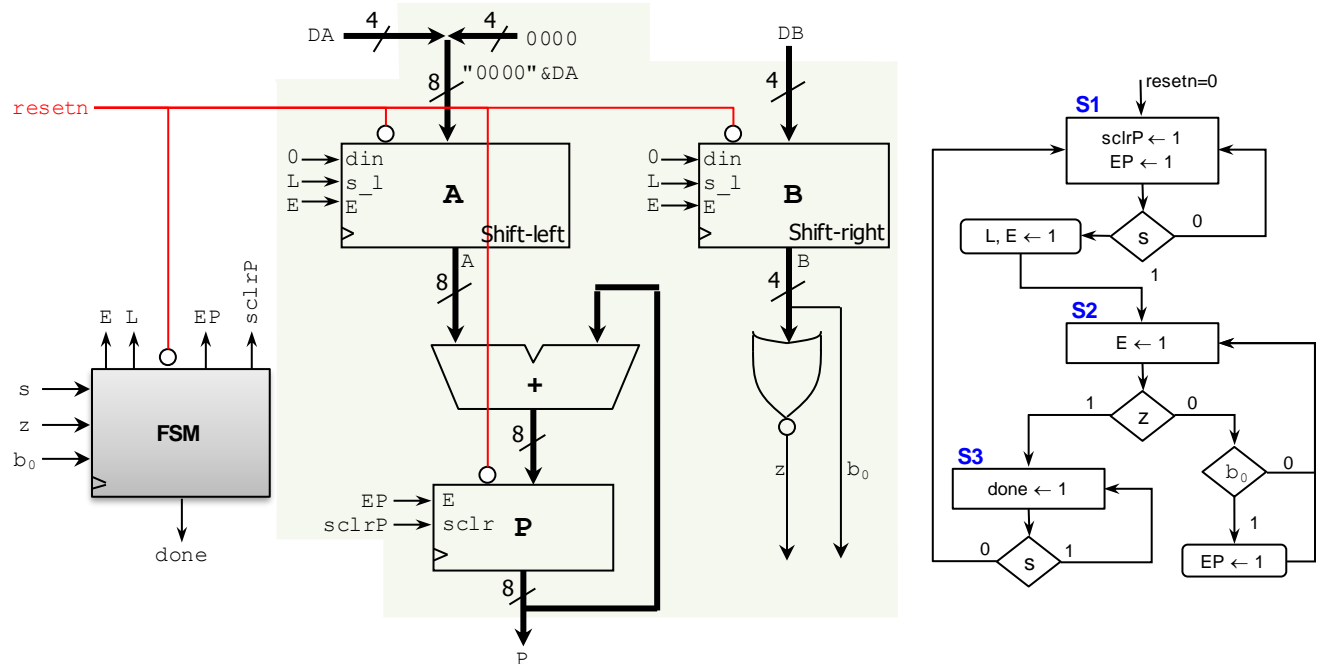 DA
4
4
0000
8
"0000"&DA
DB
4
resetn
0
L
E
din
s_l
E
A
Shift-left
0
L
E
din
s_l
E
B
Shift-right
A
8
B
4
+
8
z
b₀
E
L
EP
sclrP
s
z
b₀
FSM
done
EP
sclrP
E
sclr
P
8
P
resetn=0
S1
sclrP ← 1
EP ← 1
s
0
L, E ← 1
1
S2
E ← 1
1
z
0
S3
done ← 1
b₀
0
1
0
s
1
EP ← 1